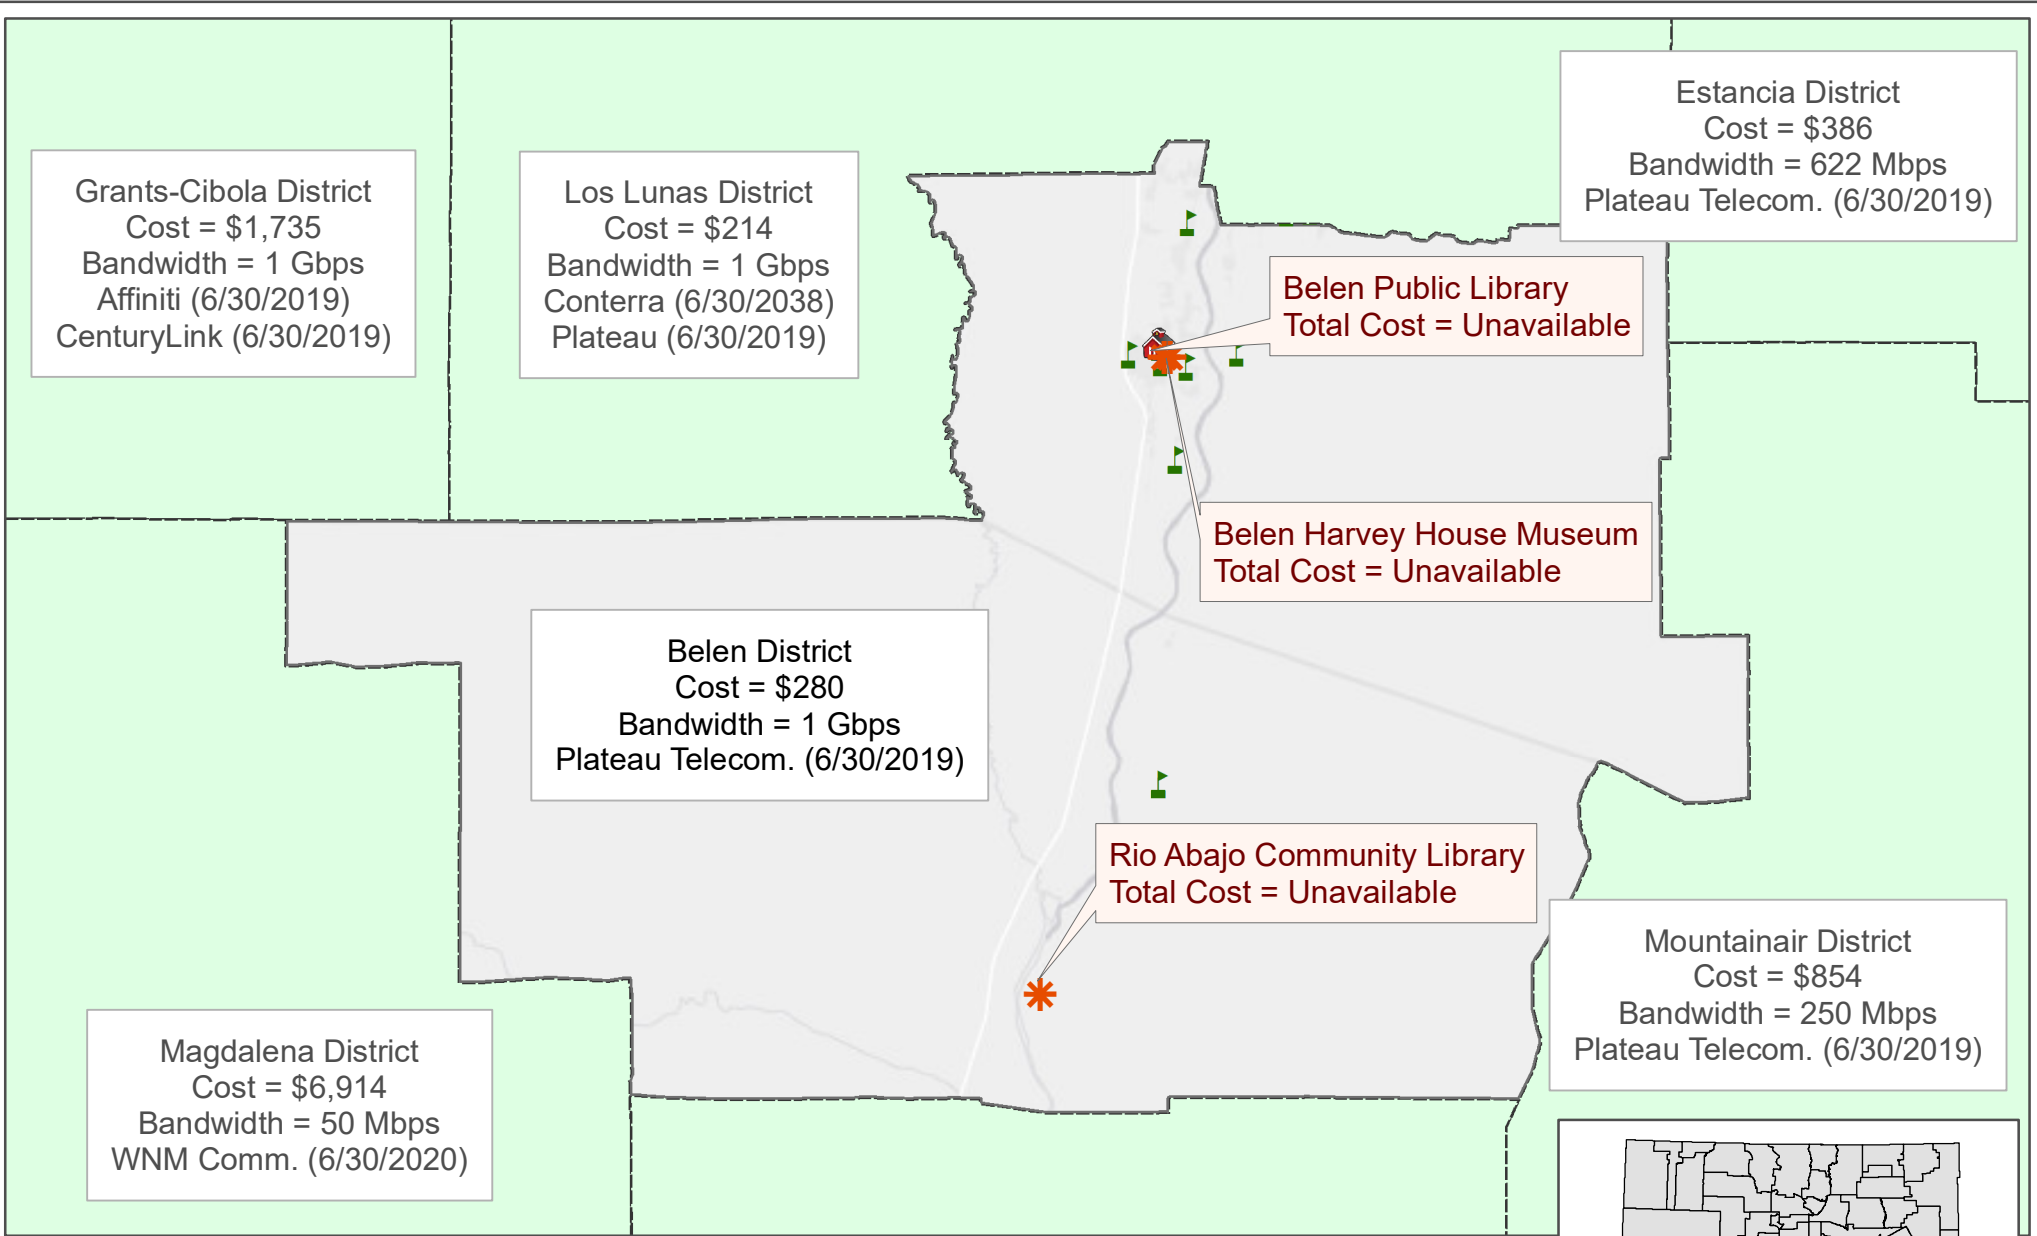 Estancia District
Cost = $386
Bandwidth = 622 Mbps
Plateau Telecom. (6/30/2019)
Grants-Cibola District
Cost = $1,735
Bandwidth = 1 Gbps
Affiniti (6/30/2019)
CenturyLink (6/30/2019)
Los Lunas District
Cost = $214
Bandwidth = 1 Gbps
Conterra (6/30/2038)
Plateau (6/30/2019)
Belen Public Library
Total Cost = Unavailable
Belen Harvey House Museum
Total Cost = Unavailable
Belen District
Cost = $280
Bandwidth = 1 Gbps
Plateau Telecom. (6/30/2019)
Rio Abajo Community Library
Total Cost = Unavailable
Mountainair District
Cost = $854
Bandwidth = 250 Mbps
Plateau Telecom. (6/30/2019)
Magdalena District
Cost = $6,914
Bandwidth = 50 Mbps
WNM Comm. (6/30/2020)